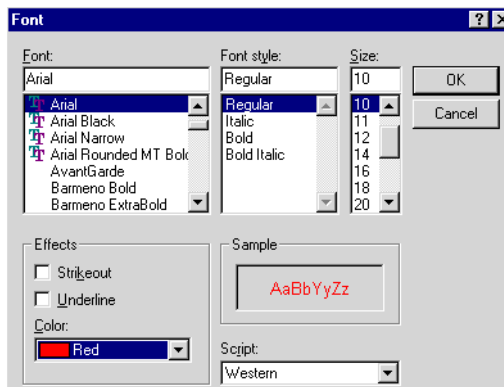 Font
Font: Font style: Size:
Arial Regular 10 OK
Arial Regular 10 Cancel
Arial Black Italic 11
Arial Narrow Bold 12
Arial Rounded MT Bold Bold Italic 14
AvantGarde 16
Barmeno Bold 18
Barmeno ExtraBold 20
Effects Sample
Strikeout
AaBbYyZz
Underline
Color:
Red Script:
Western